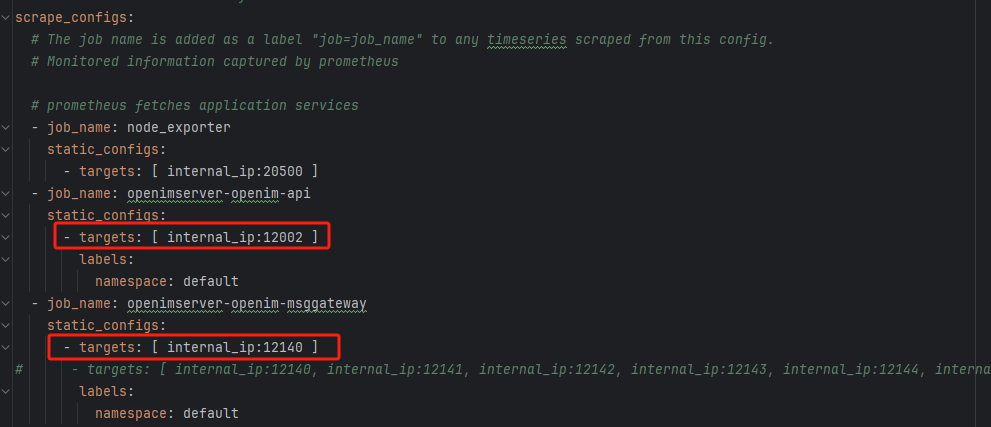 scrape_configs:
# The job name is added as a label "job=job_name" to any timeseries scraped from this config.
# Monitored information captured by prometheus
# prometheus fetches application services
- job_name: node_exporter
static_configs:
- targets: [ internal_ip:20500 ]
- job_name: openimserver-openim-api
static_configs:
- targets: [ internal_ip:12002 ]
labels:
namespace: default
- job_name: openimserver-openim-msggateway
static_configs:
- targets: [ internal_ip:12140 ]
# - targets: [ internal_ip:12140, internal_ip:12141, internal_ip:12142, internal_ip:12143, internal_ip:12144, interna
labels:
namespace: default